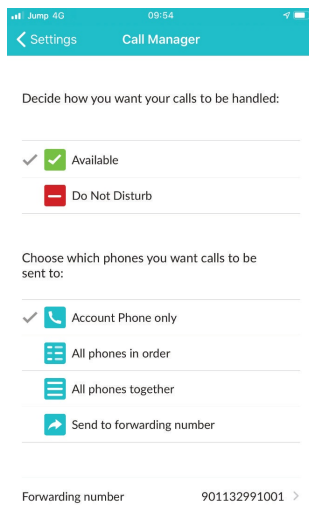 Jump 4G 09:54
Settings Call Manager
Decide how you want your calls to be handled:
Available
Do Not Disturb
Choose which phones you want calls to be
sent to:
Account Phone only
All phones in order
All phones together
Send to forwarding number
Forwarding number 901132991001